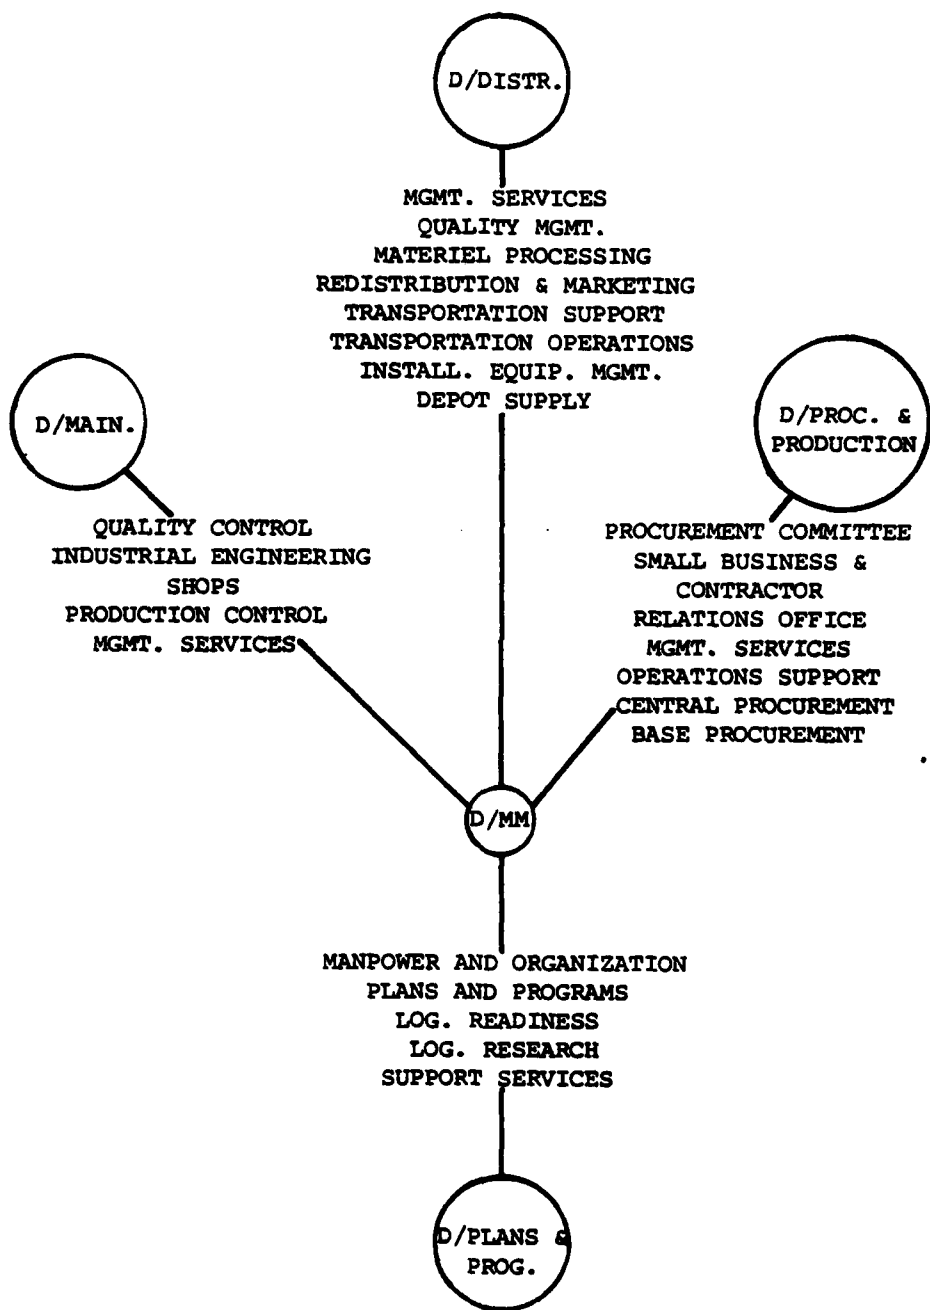 D/DISTR.
MGMT. SERVICES
QUALITY MGMT.
MATERIEL PROCESSING
REDISTRIBUTION & MARKETING
TRANSPORTATION SUPPORT
TRANSPORTATION OPERATIONS
INSTALL. EQUIP. MGMT.
DEPOT SUPPLY
D/MAIN.
QUALITY CONTROL
INDUSTRIAL ENGINEERING
SHOPS
PRODUCTION CONTROL
MGMT. SERVICES
D/PROC. &
PRODUCTION
PROCUREMENT COMMITTEE
SMALL BUSINESS &
CONTRACTOR
RELATIONS OFFICE
MGMT. SERVICES
OPERATIONS SUPPORT
CENTRAL PROCUREMENT
BASE PROCUREMENT
D/MM
MANPOWER AND ORGANIZATION
PLANS AND PROGRAMS
LOG. READINESS
LOG. RESEARCH
SUPPORT SERVICES
D/PLANS &
PROG.